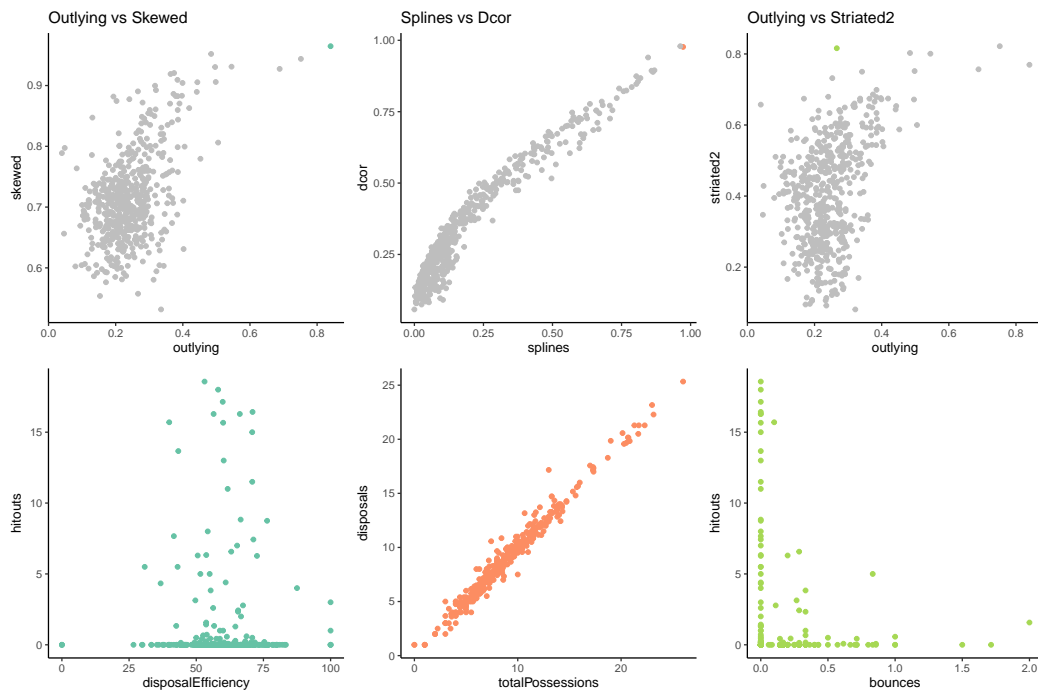 Outlying vs Skewed
skewed
0.9
0.8
0.7
0.6
0.0 0.2 0.4 0.6 0.8
outlying
Splines vs Dcor
dcor
1.00
0.75
0.50
0.25
0.00 0.25 0.50 0.75 1.00
splines
Outlying vs Striated2
striated2
0.8
0.6
0.4
0.2
0.0 0.2 0.4 0.6 0.8
outlying
hitouts
15
10
5
0
0 25 50 75 100
disposalEfficiency
disposals
25
20
15
10
5
0
0 10 20
totalPossessions
hitouts
15
10
5
0
0.0 0.5 1.0 1.5 2.0
bounces